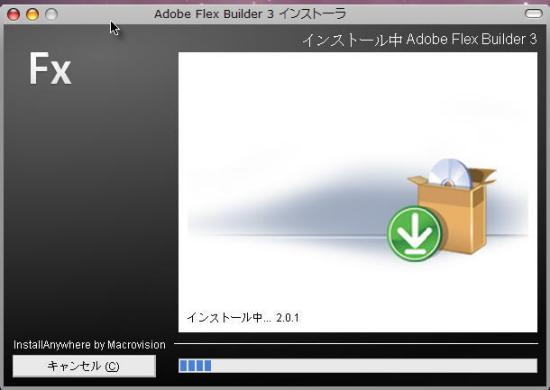 Adobe Flex Builder 3 インストーラ
インストール中 Adobe Flex Builder 3
Fx
インストール中... 2.0.1
InstallAnywhere by Macrovision
キャンセル (C)